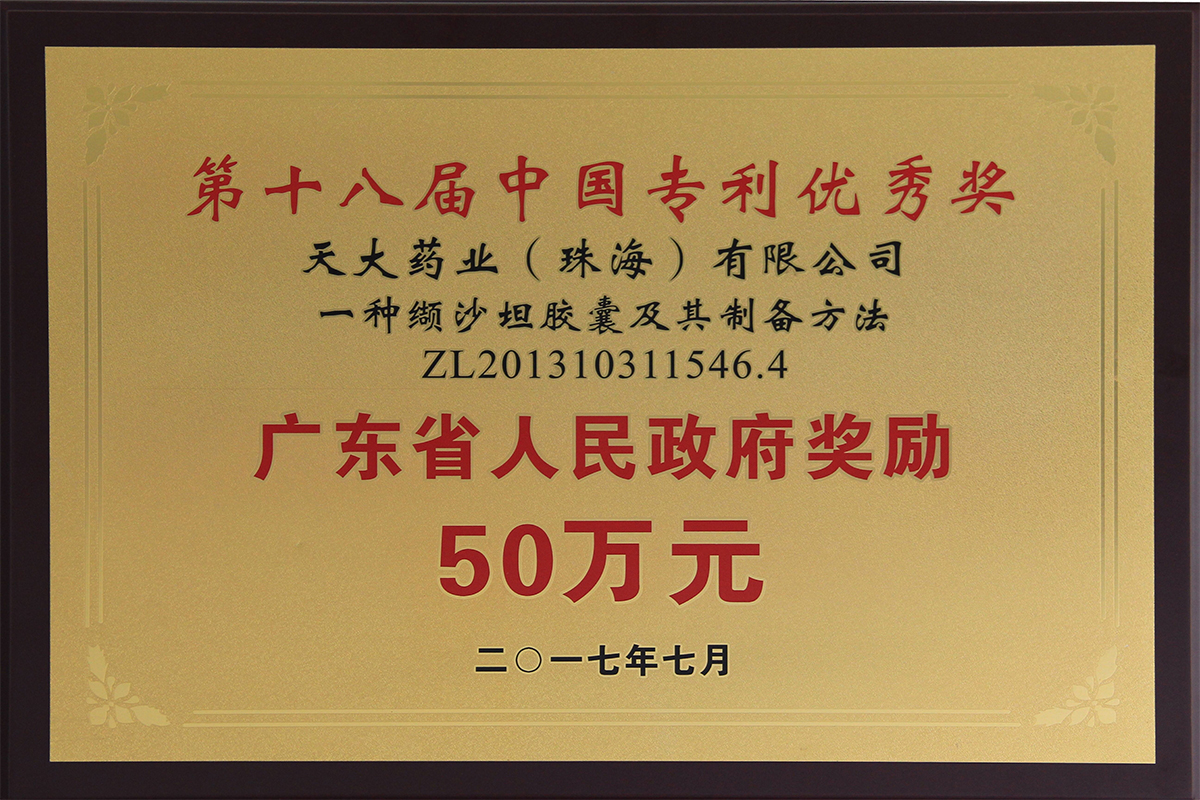 第十八届中国专利优秀奖
天大药业（珠海）有限公司
一种缬沙坦胶囊及其制备方法
ZL201310311546.4
广东省人民政府奖励
50万元
二〇一七年七月